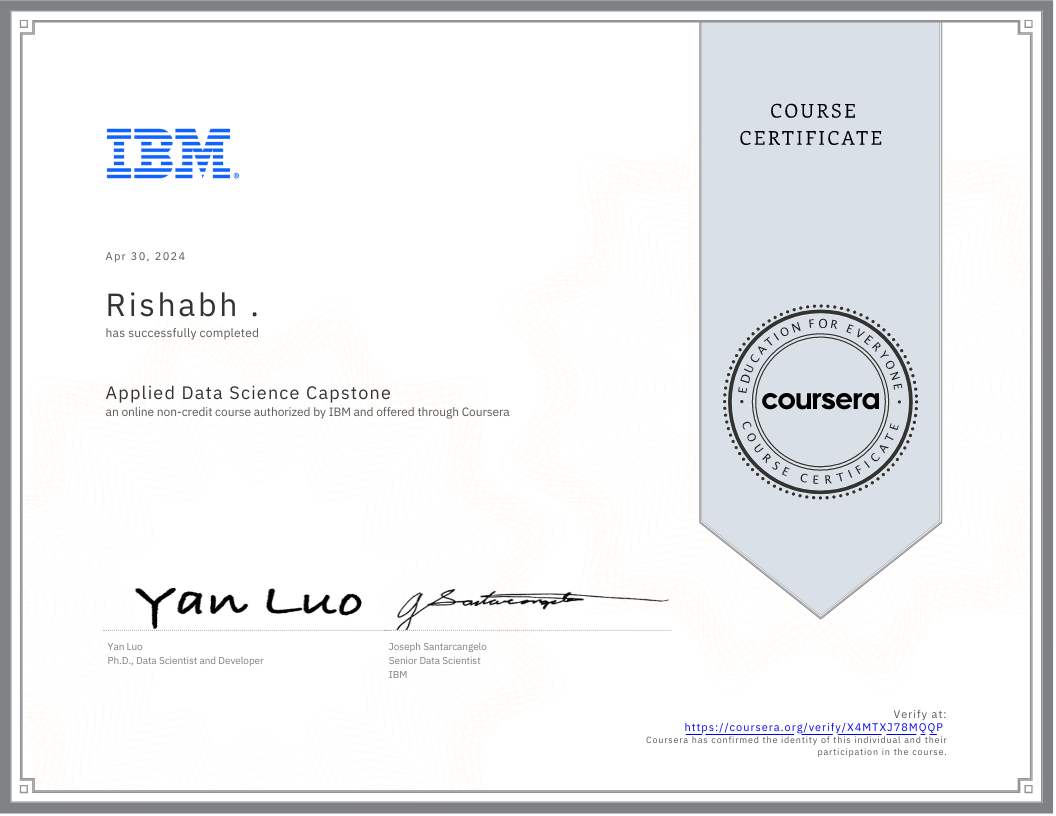 IBM®
COURSE
CERTIFICATE
Apr 30, 2024
Rishabh .
has successfully completed
Applied Data Science Capstone
an online non-credit course authorized by IBM and offered through Coursera
EDUCATION FOR EVERYONE
coursera
COURSE CERTIFICATE
Yan Luo
J Santarcangelo
Yan Luo
Ph.D., Data Scientist and Developer
Joseph Santarcangelo
Senior Data Scientist
IBM
Verify at:
https://coursera.org/verify/X4MTXJ78MQQP
Coursera has confirmed the identity of this individual and their
participation in the course.